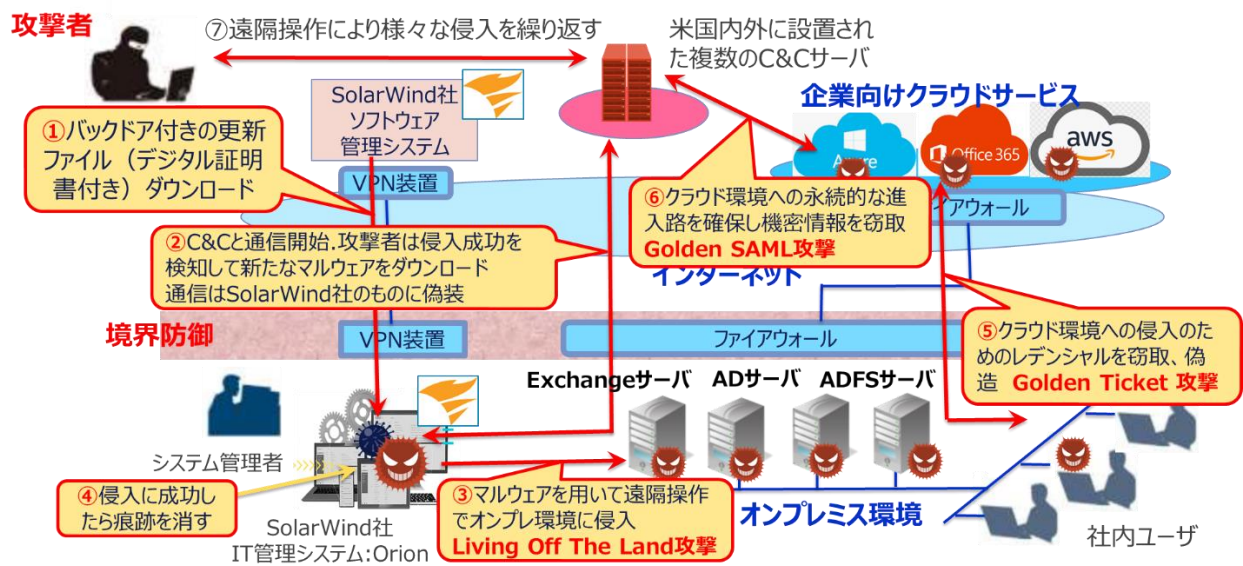 攻撃者
⑦遠隔操作により様々な侵入を繰り返す
米国内外に設置され
た複数のC&Cサーバ
SolarWind社
ソフトウェア
管理システム
企業向けクラウドサービス
Office 365
aws
①バックドア付きの更新
ファイル（デジタル証明
書付き）ダウンロード
VPN装置
⑥クラウド環境への永続的な進
入路を確保し機密情報を窃取
Golden SAML攻撃
イアウォール
②C&Cと通信開始.攻撃者は侵入成功を
検知して新たなマルウェアをダウンロード
通信はSolarWind社のものに偽装
インターネット
境界防御
VPN装置
ファイアウォール
⑤クラウド環境への侵入のた
めのレデンシャルを窃取、偽
造 Golden Ticket 攻撃
Exchangeサーバ
ADサーバ
ADFSサーバ
システム管理者
④侵入に成功し
たら痕跡を消す
SolarWind社
IT管理システム:Orion
③マルウェアを用いて遠隔操作
でオンプレ環境に侵入
Living Off The Land攻撃
オンプレミス環境
社内ユーザ